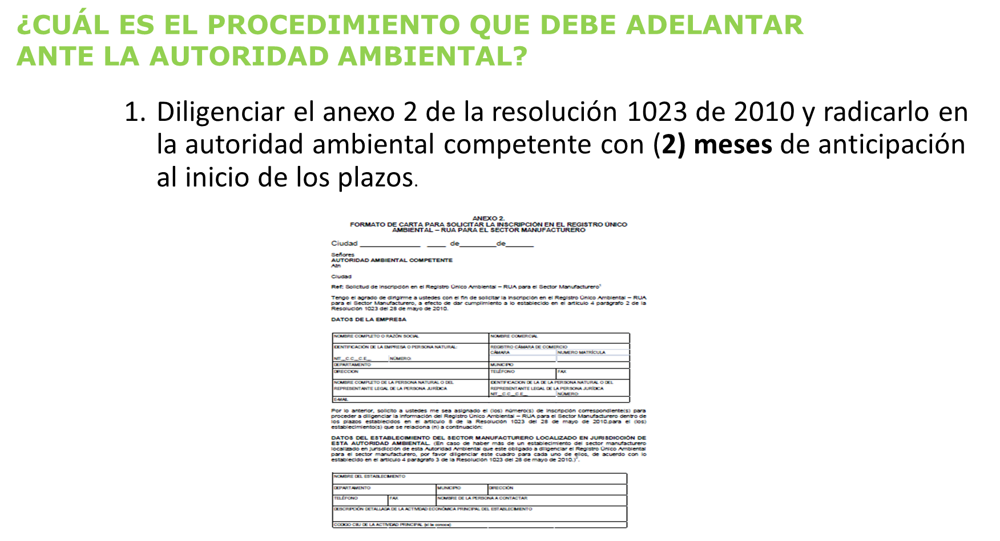 ¿CUÁL ES EL PROCEDIMIENTO QUE DEBE ADELANTAR
ANTE LA AUTORIDAD AMBIENTAL?
1. Diligenciar el anexo 2 de la resolución 1023 de 2010 y radicarlo en
la autoridad ambiental competente con (2) meses de anticipación
al inicio de los plazos.
ANEXO 2.
FORMATO DE CARTA PARA SOLICITAR LA INSCRIPCIÓN EN EL REGISTRO ÚNICO
AMBIENTAL – RUA PARA EL SECTOR MANUFACTURERO
Ciudad _______________ ____ de________de______
Señores
AUTORIDAD AMBIENTAL COMPETENTE
Atn
Ciudad
Ref: Solicitud de inscripción en el Registro Único Ambiental – RUA para el Sector Manufacturero¹
Tengo el agrado de dirigirme a ustedes con el fin de solicitar la inscripción en el Registro Único Ambiental – RUA
para el Sector Manufacturero, a efecto de dar cumplimiento a lo establecido en el artículo 4 parágrafo 2 de la
Resolución 1023 del 28 de mayo de 2010.
DATOS DE LA EMPRESA
NOMBRE COMPLETO O RAZÓN SOCIAL NOMBRE COMERCIAL
IDENTIFICACIÓN DE LA EMPRESA O PERSONA NATURAL: REGISTRO CÁMARA DE COMERCIO
CÁMARA NUMERO MATRÍCULA
NIT__C.C__C.E__ NÚMERO:
DEPARTAMENTO MUNICIPIO
DIRECCION TELÉFONO FAX
NOMBRE COMPLETO DE LA PERSONA NATURAL O DEL IDENTIFICACION DE LA DE LA PERSONA NATURAL O DEL
REPRESENTANTE LEGAL DE LA PERSONA JURÍDICA REPRESENTANTE LEGAL DE LA PERSONA JURÍDICA
NIT__C.C__C.E__ NÚMERO:
E-MAIL
Por lo anterior, solicito a ustedes me sea asignado el (los) número(s) de inscripción correspondiente(s) para
proceder a diligenciar la información del Registro Único Ambiental – RUA para el Sector Manufacturero dentro de
los plazos establecidos en el artículo 8 de la Resolución 1023 del 28 de mayo de 2010.para el (los)
establecimiento(s) que se relaciona (n) a continuación:
DATOS DEL ESTABLECIMIENTO DEL SECTOR MANUFACTURERO LOCALIZADO EN JURISDICCIÓN DE
ESTA AUTORIDAD AMBIENTAL. (En caso de haber más de un establecimiento del sector manufacturero
localizado en jurisdicción de esta Autoridad Ambiental que este obligado a diligenciar el Registro Único Ambiental
para el sector manufacturero, por favor diligenciar este cuadro para cada uno de ellos, de acuerdo con lo
establecido en el artículo 4 parágrafo 3 de la Resolución 1023 del 28 de mayo de 2010.)².
NOMBRE DEL ESTABLECIMIENTO
DEPARTAMENTO MUNICIPIO DIRECCIÓN
TELÉFONO FAX NOMBRE DE LA PERSONA A CONTACTAR
DESCRIPCIÓN DETALLADA DE LA ACTIVIDAD ECONÓMICA PRINCIPAL DEL ESTABLECIMIENTO
CODIGO CIIU DE LA ACTIVIDAD PRINCIPAL (si la conoce)